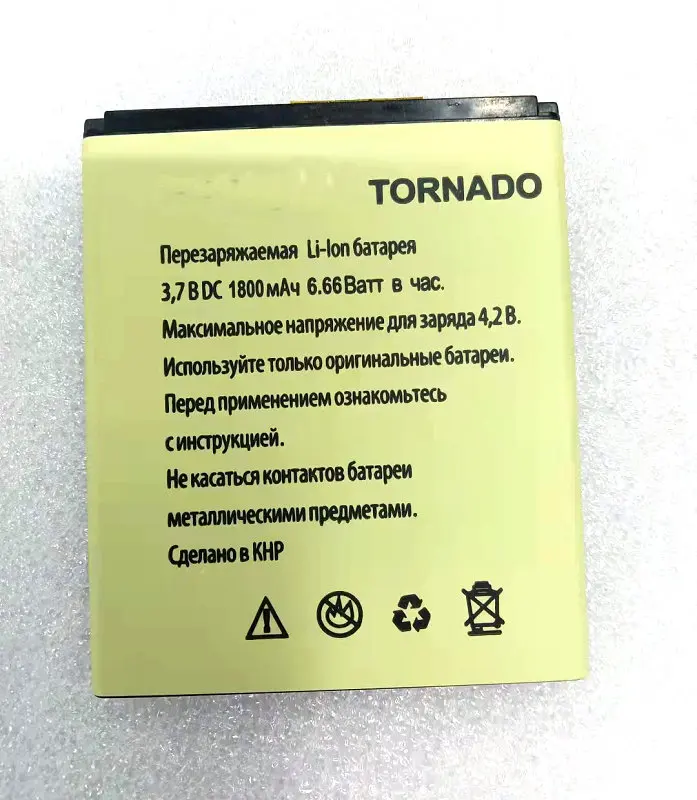 TORNADO
Перезаряжаемая Li-Ion батарея
3,7 В DC 1800 мАч 6.66 Ватт в час.
Максимальное напряжение для заряда 4,2 В.
Используйте только оригинальные батареи.
Перед применением ознакомьтесь
с инструкцией.
Не касаться контактов батареи
металлическими предметами.
Сделано в КНР